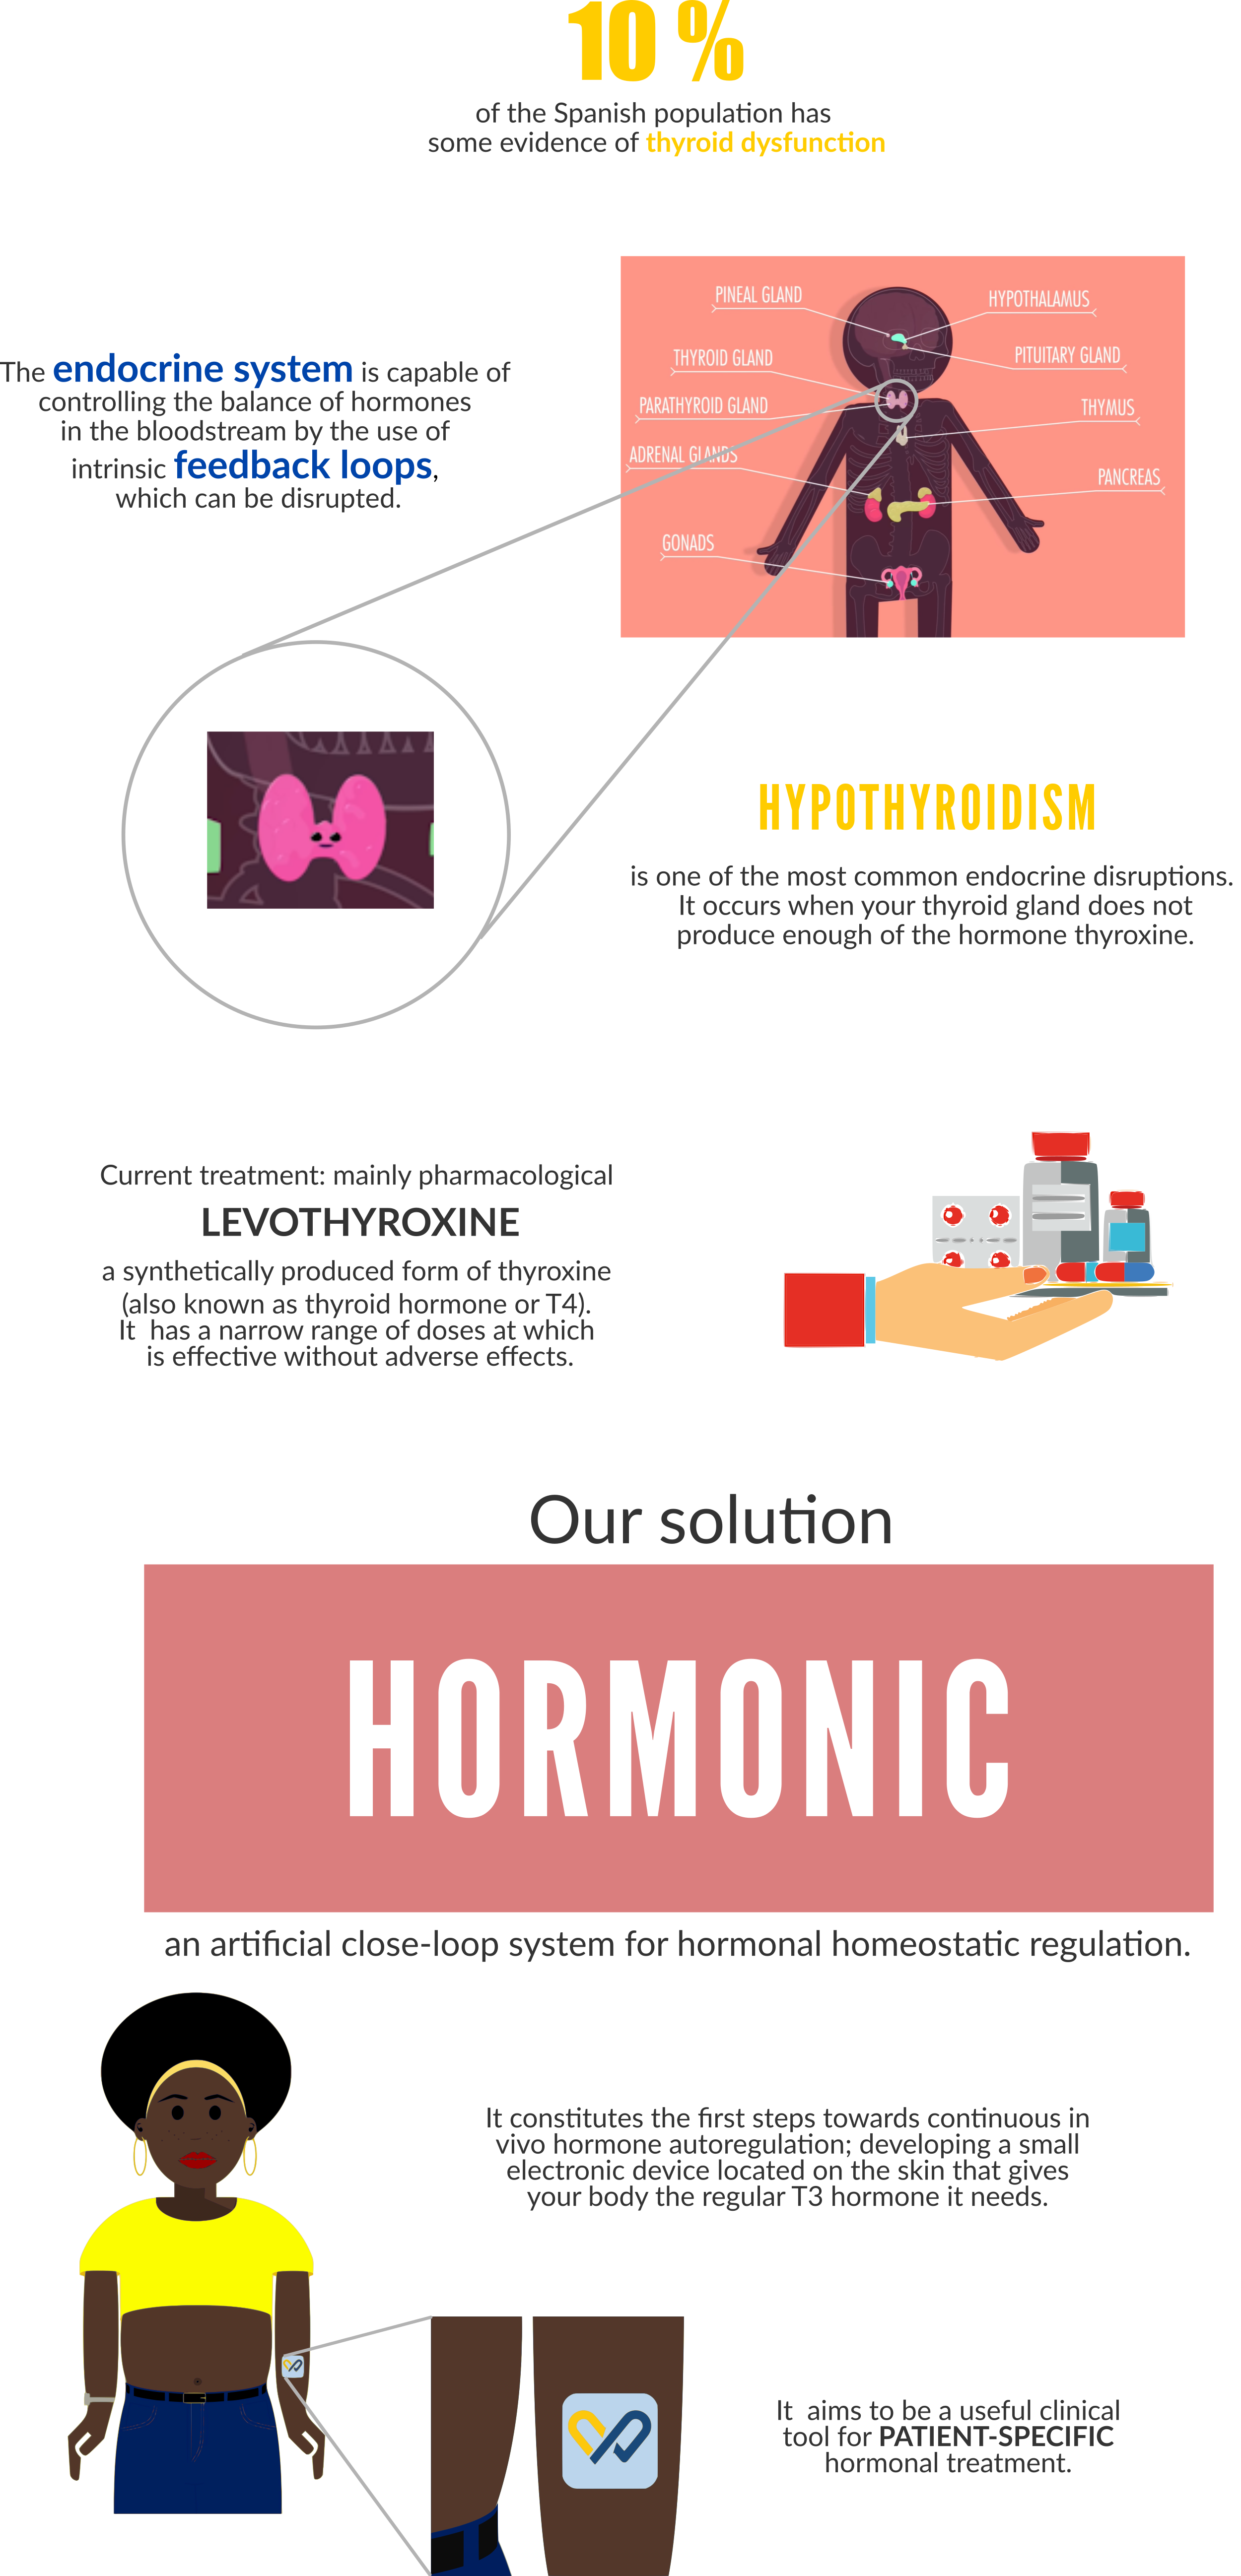 10 %
of the Spanish population has
some evidence of thyroid dysfunction
PINEAL GLAND
HYPOTHALAMUS
THYROID GLAND
PITUITARY GLAND
PARATHYROID GLAND
THYMUS
ADRENAL GLANDS
PANCREAS
GONADS
The endocrine system is capable of
controlling the balance of hormones
in the bloodstream by the use of
intrinsic feedback loops,
which can be disrupted.
HYPOTHYROIDISM
is one of the most common endocrine disruptions.
It occurs when your thyroid gland does not
produce enough of the hormone thyroxine.
Current treatment: mainly pharmacological
LEVOTHYROXINE
a synthetically produced form of thyroxine
(also known as thyroid hormone or T4).
It has a narrow range of doses at which
is effective without adverse effects.
Our solution
HORMONIC
an artificial close-loop system for hormonal homeostatic regulation.
It constitutes the first steps towards continuous in
vivo hormone autoregulation; developing a small
electronic device located on the skin that gives
your body the regular T3 hormone it needs.
It aims to be a useful clinical
tool for PATIENT-SPECIFIC
hormonal treatment.